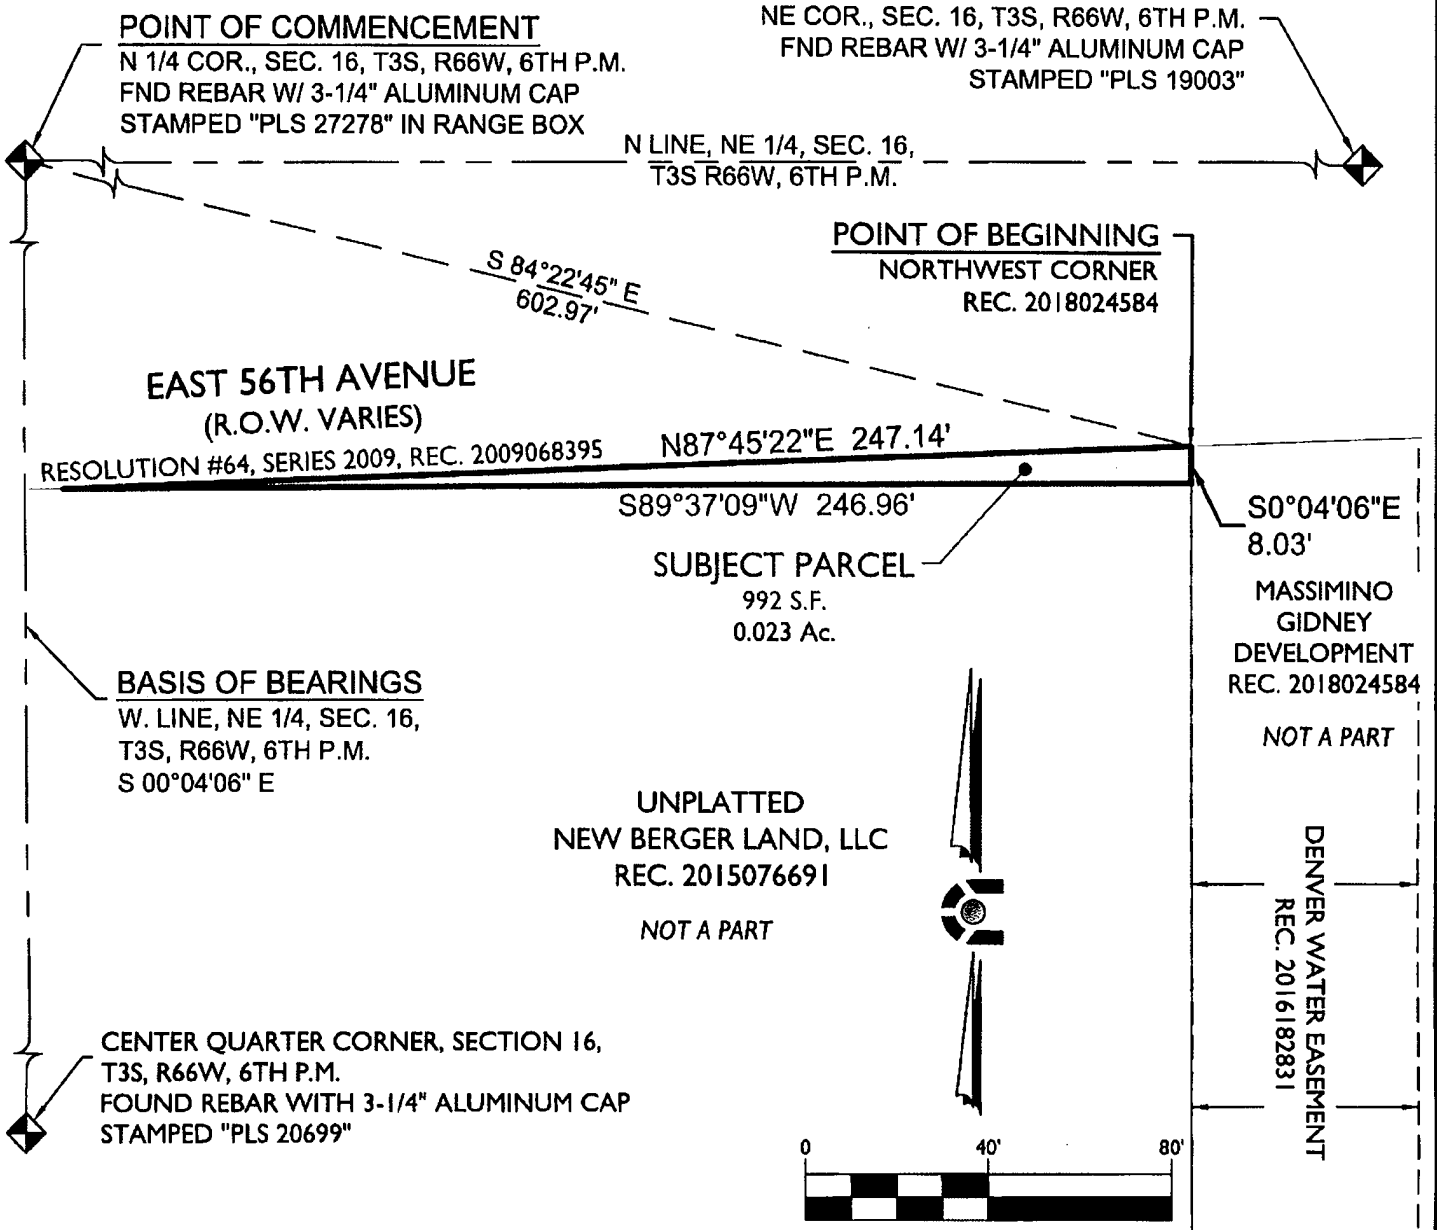 POINT OF COMMENCEMENT
N 1/4 COR., SEC. 16, T3S, R66W, 6TH P.M.
FND REBAR W/ 3-1/4" ALUMINUM CAP
STAMPED "PLS 27278" IN RANGE BOX
NE COR., SEC. 16, T3S, R66W, 6TH P.M.
FND REBAR W/ 3-1/4" ALUMINUM CAP
STAMPED "PLS 19003"
N LINE, NE 1/4, SEC. 16,
T3S R66W, 6TH P.M.
POINT OF BEGINNING
NORTHWEST CORNER
REC. 2018024584
S 84°22'45" E
602.97'
EAST 56TH AVENUE
(R.O.W. VARIES)
RESOLUTION #64, SERIES 2009, REC. 2009068395
N87°45'22"E 247.14'
S89°37'09"W 246.96'
S0°04'06"E
8.03'
SUBJECT PARCEL
992 S.F.
0.023 Ac.
MASSIMINO
GIDNEY
DEVELOPMENT
REC. 2018024584
NOT A PART
BASIS OF BEARINGS
W. LINE, NE 1/4, SEC. 16,
T3S, R66W, 6TH P.M.
S 00°04'06" E
UNPLATTED
NEW BERGER LAND, LLC
REC. 2015076691
NOT A PART
DENVER WATER EASEMENT
REC. 2016182831
CENTER QUARTER CORNER, SECTION 16,
T3S, R66W, 6TH P.M.
FOUND REBAR WITH 3-1/4" ALUMINUM CAP
STAMPED "PLS 20699"
0 40' 80'